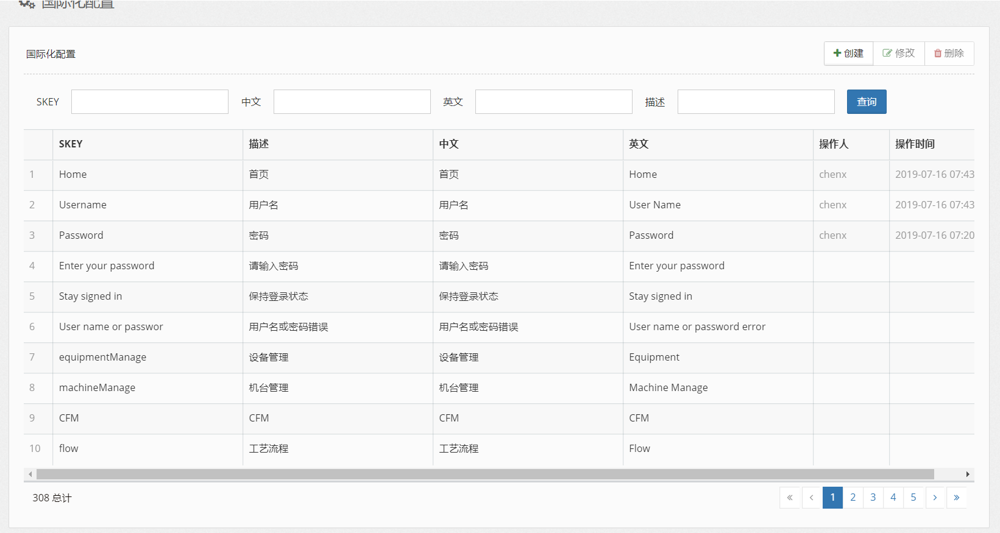 国际化配置
国际化配置 创建 修改 删除
SKEY 中文 英文 描述 查询
SKEY 描述 中文 英文 操作人 操作时间
1 Home 首页 首页 Home chenx 2019-07-16 07:43
2 Username 用户名 用户名 User Name chenx 2019-07-16 07:43
3 Password 密码 密码 Password chenx 2019-07-16 07:20
4 Enter your password 请输入密码 请输入密码 Enter your password
5 Stay signed in 保持登录状态 保持登录状态 Stay signed in
6 User name or passwor 用户名或密码错误 用户名或密码错误 User name or password error
7 equipmentManage 设备管理 设备管理 Equipment
8 machineManage 机台管理 机台管理 Machine Manage
9 CFM CFM CFM CFM
10 flow 工艺流程 工艺流程 Flow
308 总计 « ‹ 1 2 3 4 5 › »